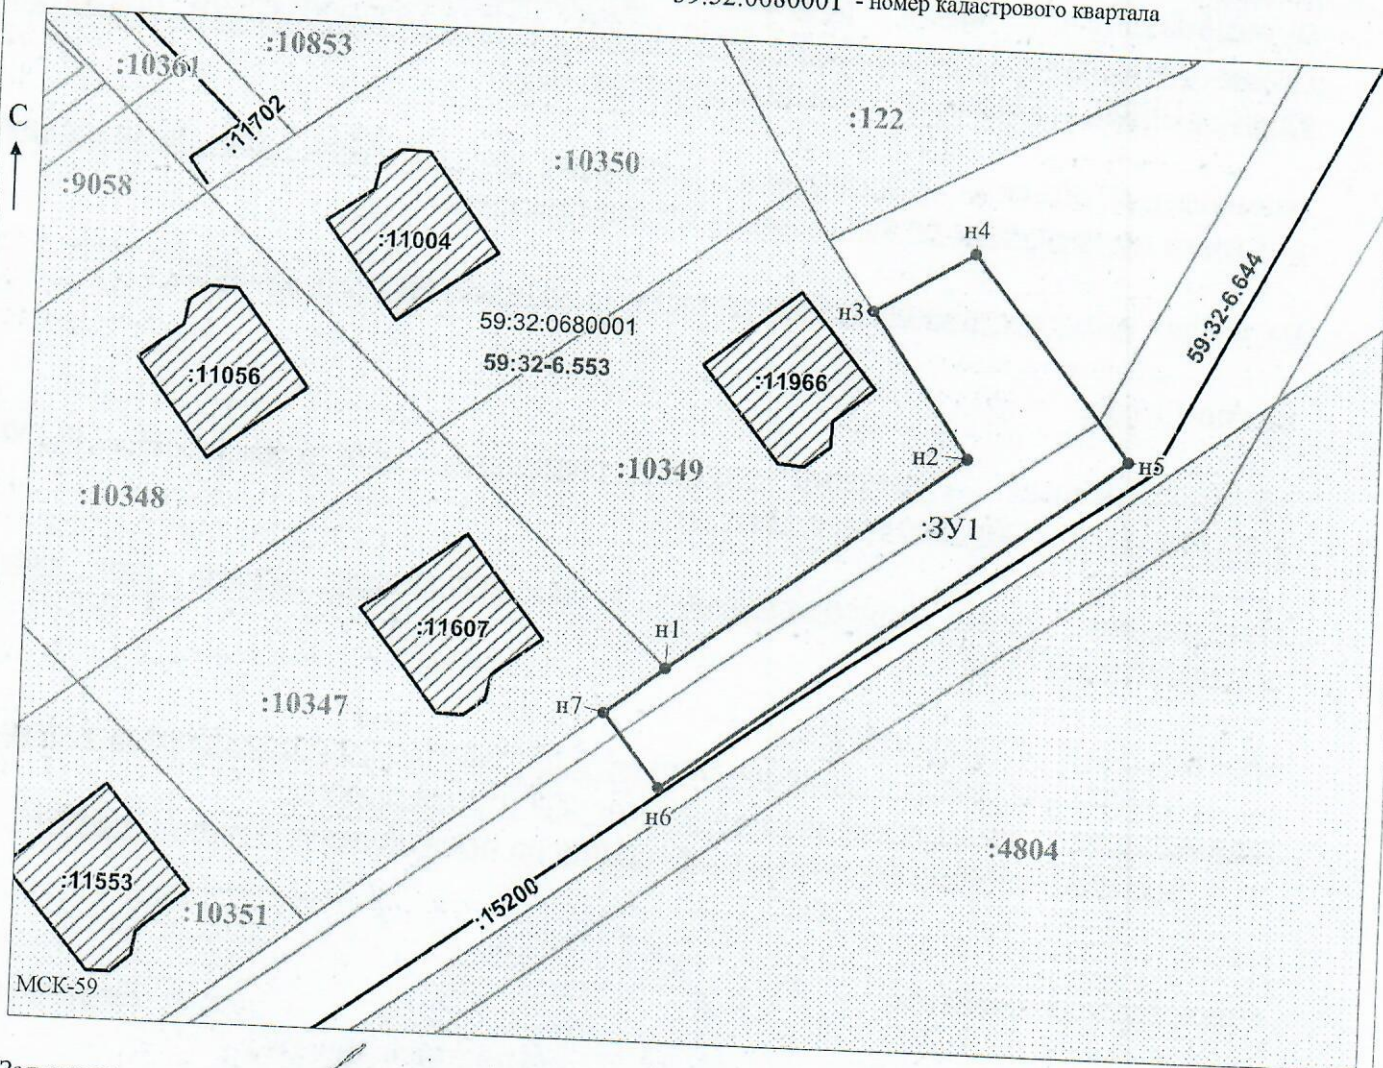 59:32:0680001 - номер кадастрового квартала
:10853
:10361
:11702
С
:122
:10350
:9058
:11004
н4
59:32-6.644
н3
59:32:0680001
59:32-6.553
:11056
:11966
н2
н5
:10349
:10348
:ЗУ1
н1
:11607
:10347
н7
н6
:4804
:11553
:15200
:10351
МСК-59